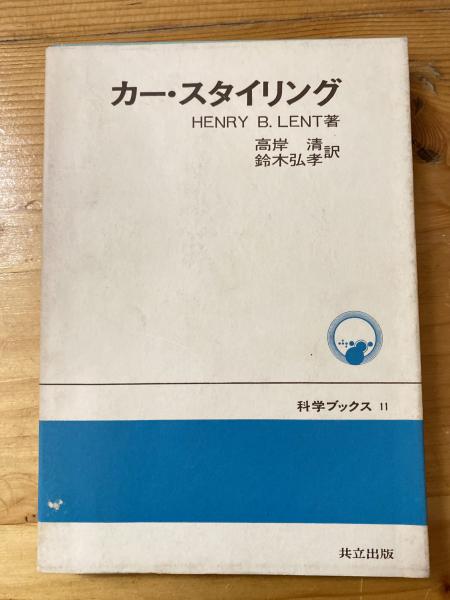 カー・スタイリング
HENRY B. LENT著
高岸 清
鈴木弘孝 訳
科学ブックス 11
共立出版